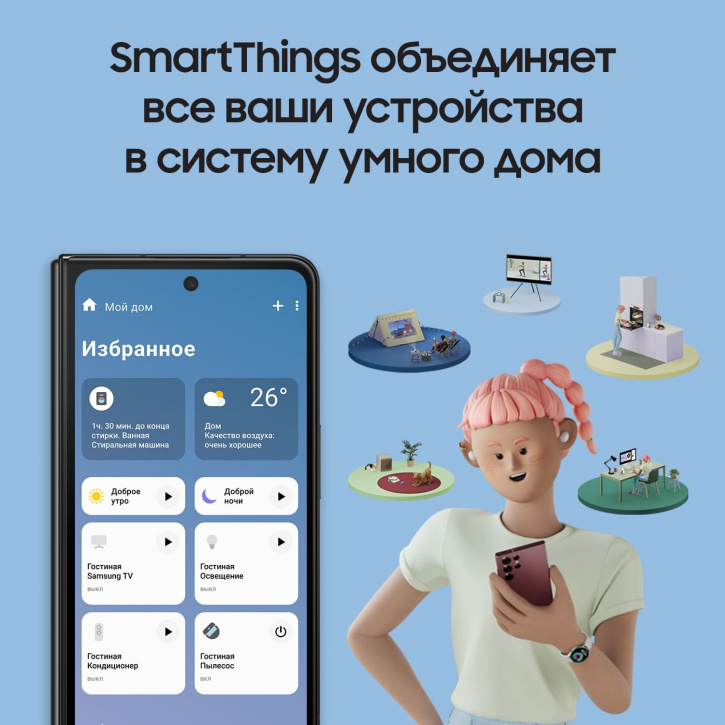 SmartThings объединяет
все ваши устройства
в систему умного дома
Мой дом
Избранное
1ч. 30 мин. до конца
стирки. Ванная
Стиральная машина
26°
Дом
Качество воздуха:
очень хорошее
Доброе
утро
Доброй
ночи
Гостиная
Samsung TV
ВЫКЛ
Гостиная
Освещение
ВЫКЛ
Гостиная
Кондиционер
ВЫКЛ
Гостиная
Пылесос
ВКЛ